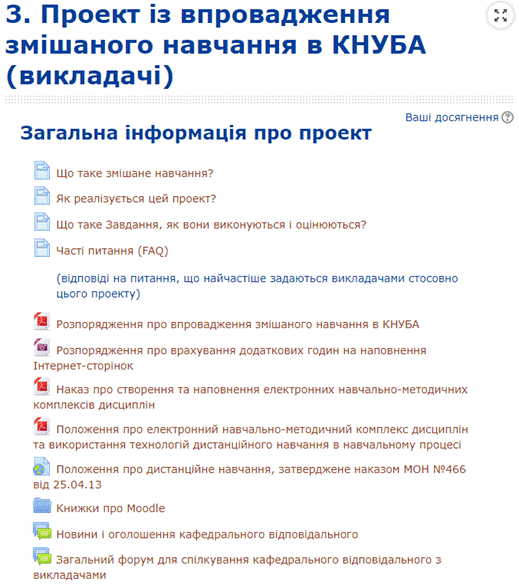 3. Проект із впровадження
змішаного навчання в КНУБА
(викладачі)
Ваші досягнення
Загальна інформація про проект
Що таке змішане навчання?
Як реалізується цей проект?
Що таке Завдання, як вони виконуються і оцінюються?
Часті питання (FAQ)
(відповіді на питання, що найчастіше задаються викладачами стосовно
цього проекту)
Розпорядження про впровадження змішаного навчання в КНУБА
Розпорядження про врахування додаткових годин на наповнення
Інтернет-сторінок
Наказ про створення та наповнення електронних навчально-методичних
комплексів дисциплін
Положення про електронний навчально-методичний комплекс дисциплін
та використання технологій дистанційного навчання в навчальному процесі
Положення про дистанційне навчання, затверджене наказом МОН №466
від 25.04.13
Книжки про Moodle
Новини і оголошення кафедрального відповідального
Загальний форум для спілкування кафедрального відповідального з
викладачами